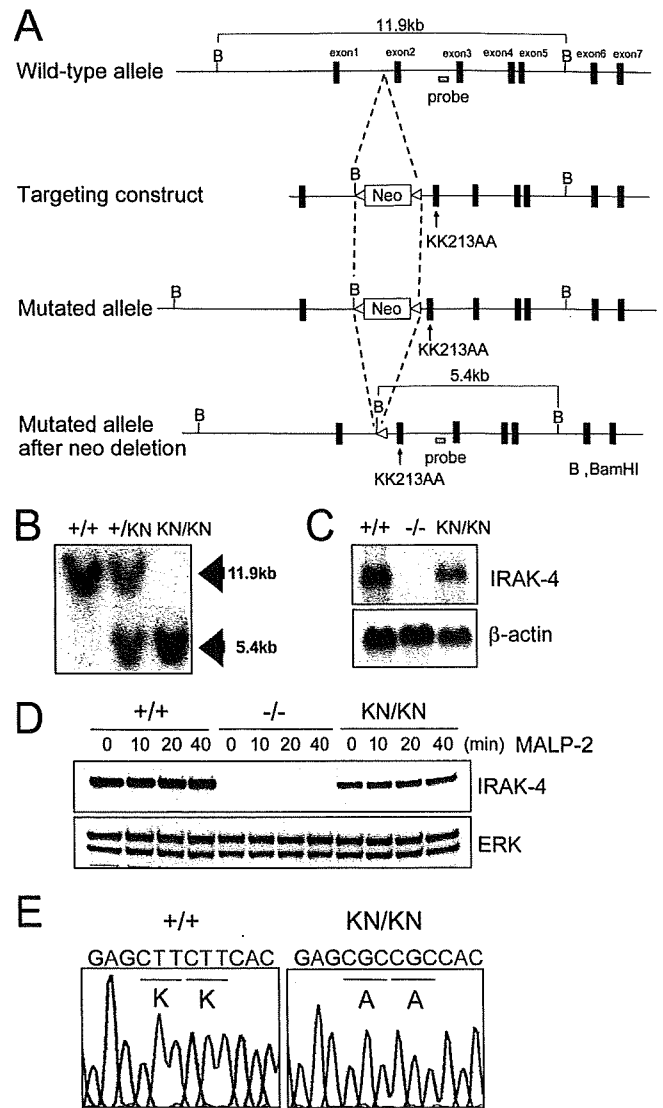 A
11.9kb
B exon1 exon2 exon3 exon4 exon5 B exon6 exon7
Wild-type allele
probe
B B
Targeting construct Neo
KK213AA
B B B
Mutated allele Neo
KK213AA
5.4kb
B B B
Mutated allele
after neo deletion
probe
KK213AA
B ,BamHI
B
+/+ +/KN KN/KN
11.9kb
5.4kb
C
+/+ -/- KN/KN
IRAK-4
β-actin
D
+/+ -/- KN/KN
0 10 20 40 0 10 20 40 0 10 20 40 (min) MALP-2
IRAK-4
ERK
E
+/+ KN/KN
GAGCTTCTTCAC GAGCGCCGCCAC
K K A A